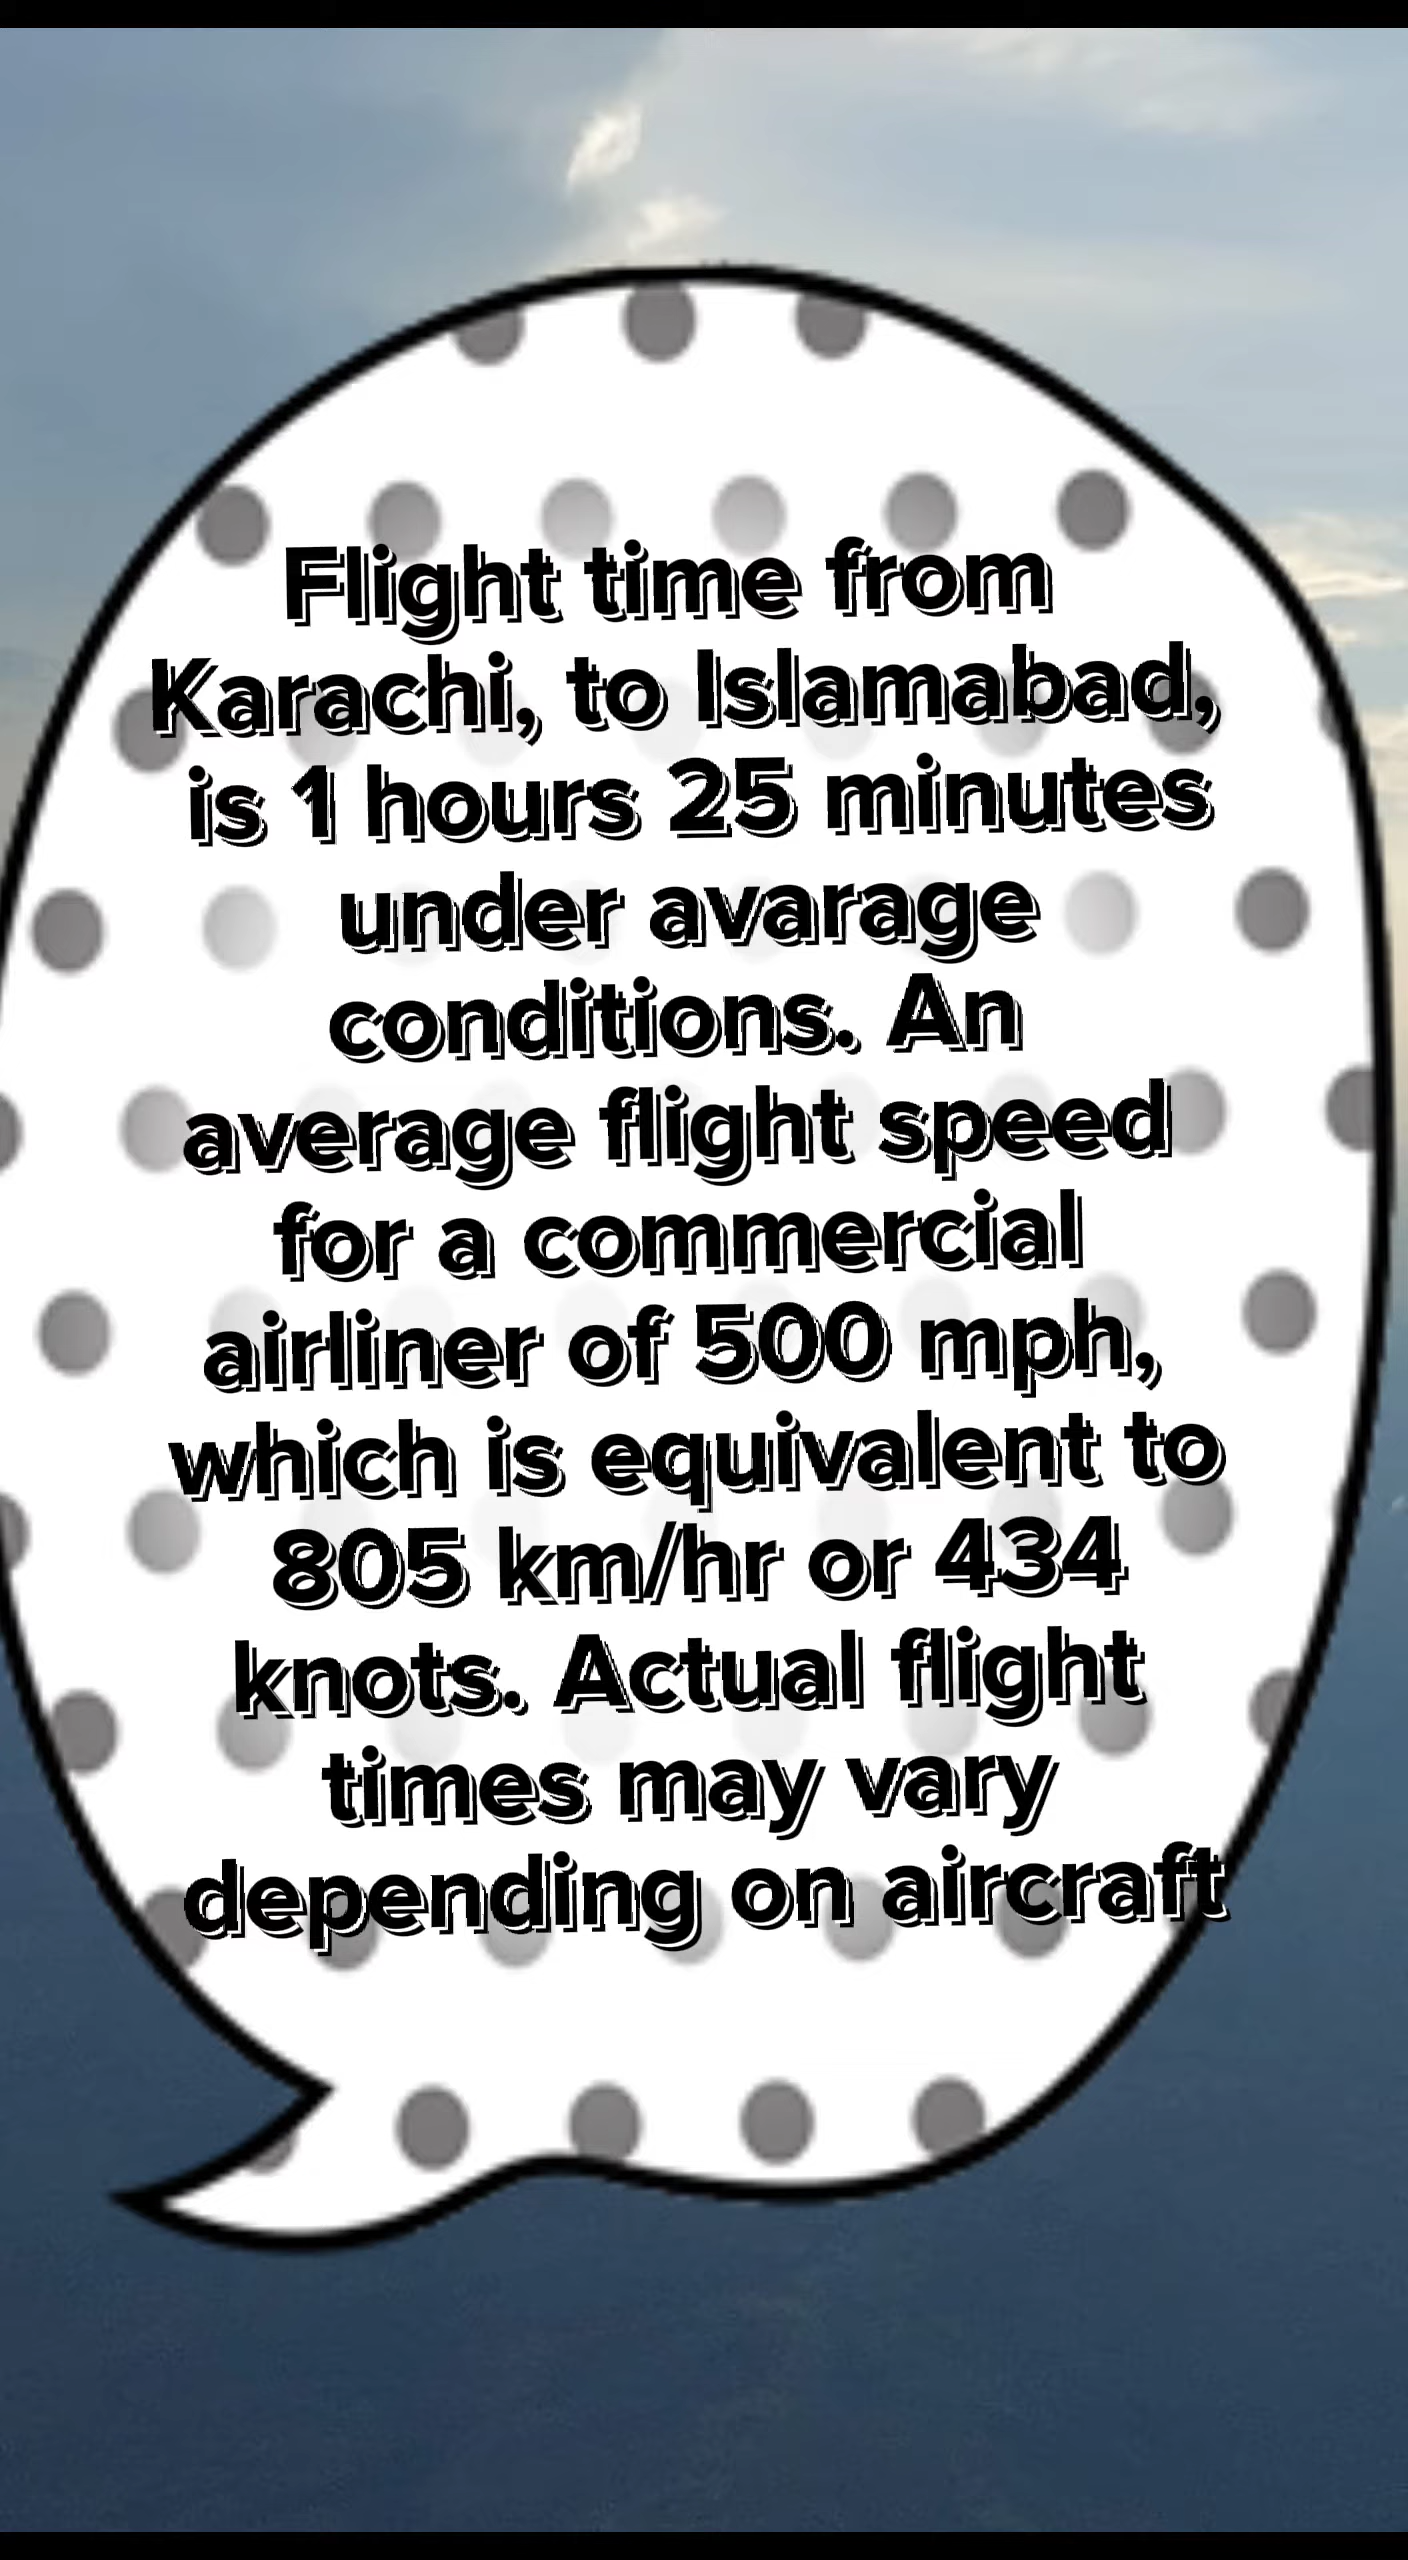 Flight time from
Karachi, to Islamabad,
is 1 hours 25 minutes
under avarage
conditions. An
average flight speed
for a commercial
airliner of 500 mph,
which is equivalent to
805 km/hr or 434
knots. Actual flight
times may vary
depending on aircraft